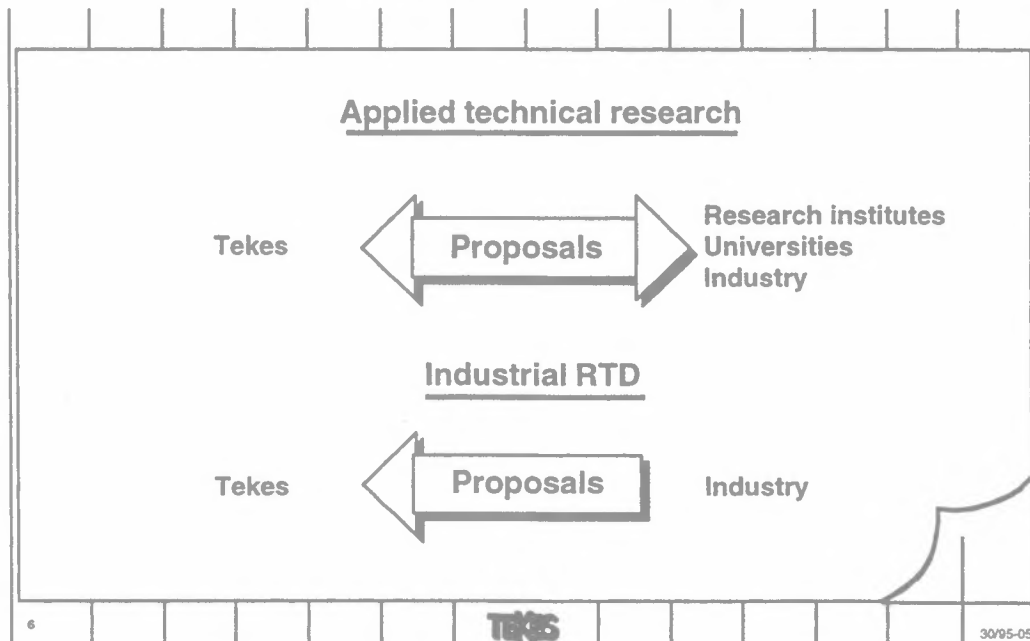 Applied technical research
Tekes
Proposals
Research institutes
Universities
Industry
Industrial RTD
Tekes
Proposals
Industry
6
TEKES
30/95-05